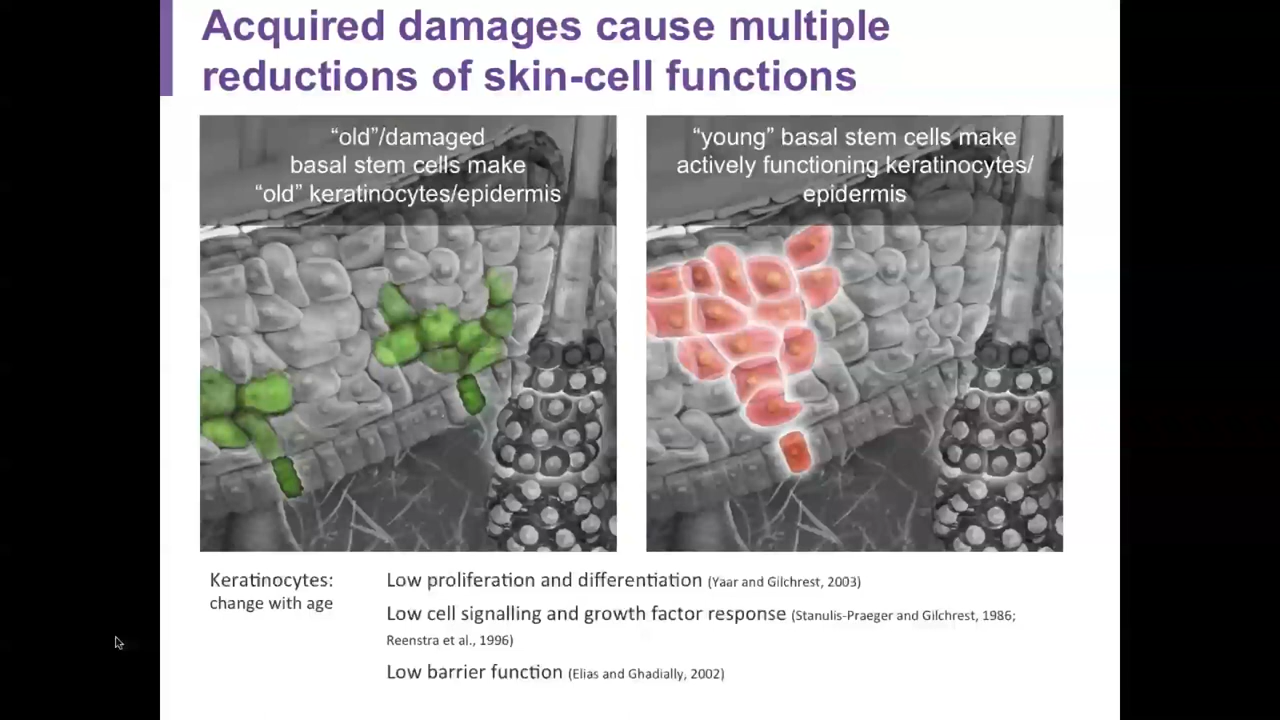 Acquired damages cause multiple
reductions of skin-cell functions
“old”/damaged
basal stem cells make
“old” keratinocytes/epidermis
“young” basal stem cells make
actively functioning keratinocytes/
epidermis
Keratinocytes:
change with age
Low proliferation and differentiation (Yaar and Gilchrest, 2003)
Low cell signalling and growth factor response (Stanulis-Praeger and Gilchrest, 1986;
Reenstra et al., 1996)
Low barrier function (Elias and Ghadially, 2002)